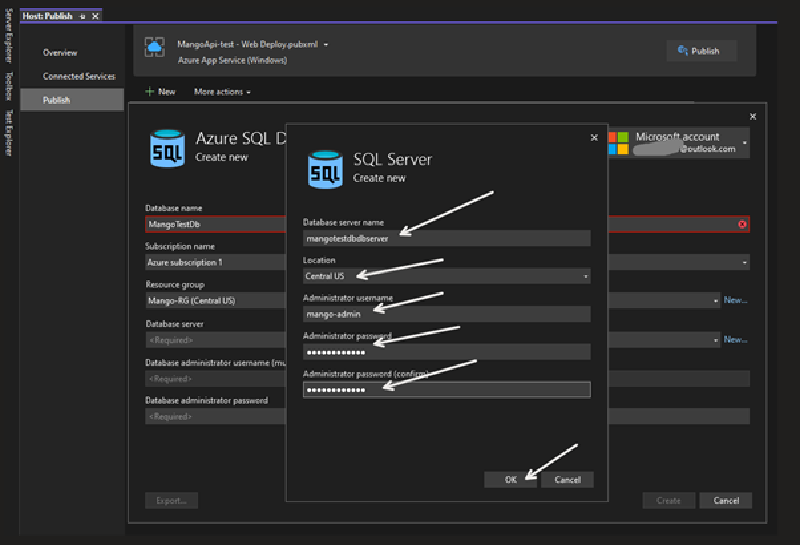 Host: Publish
Server Explorer
Toolbox
Test Explorer
Overview
Connected Services
Publish
MangoApi-test - Web Deploy.pubxml
Azure App Service (Windows)
Publish
New
More actions
SQL
Azure SQL D
Create new
Microsoft account
@outlook.com
Database name
MangoTestDb
Subscription name
Azure subscription 1
Resource group
Mango-RG (Central US)
New...
Database server
<Required>
New...
Database administrator username (mu
<Required>
Database administrator password
<Required>
Export...
Create
Cancel
SQL
SQL Server
Create new
Database server name
mangotestdbdbserver
Location
Central US
Administrator username
mango-admin
Administrator password
••••••••••••
Administrator password (confirm)
••••••••••••
OK
Cancel